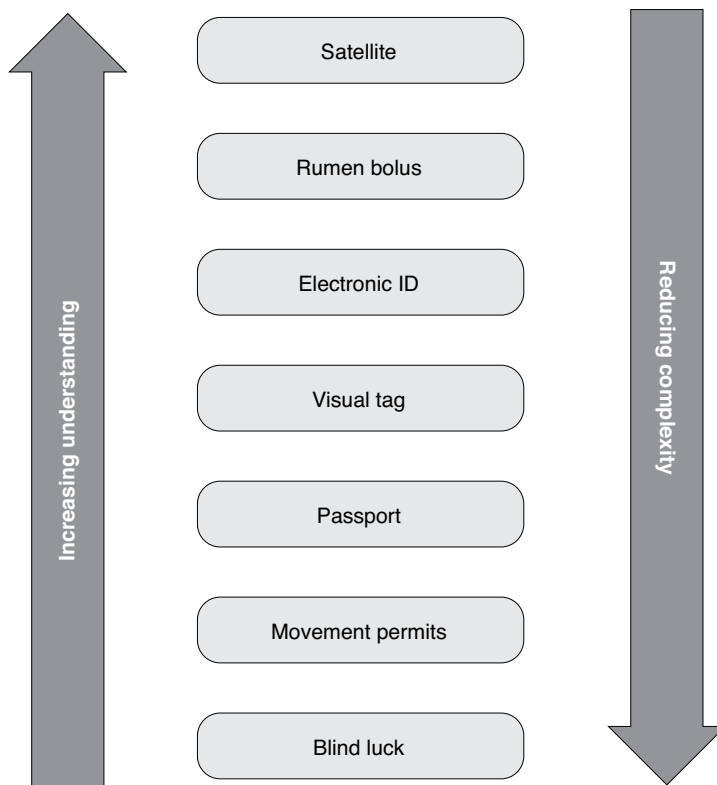 Satellite
Rumen bolus
Electronic ID
Visual tag
Passport
Movement permits
Blind luck
Increasing understanding
Reducing complexity